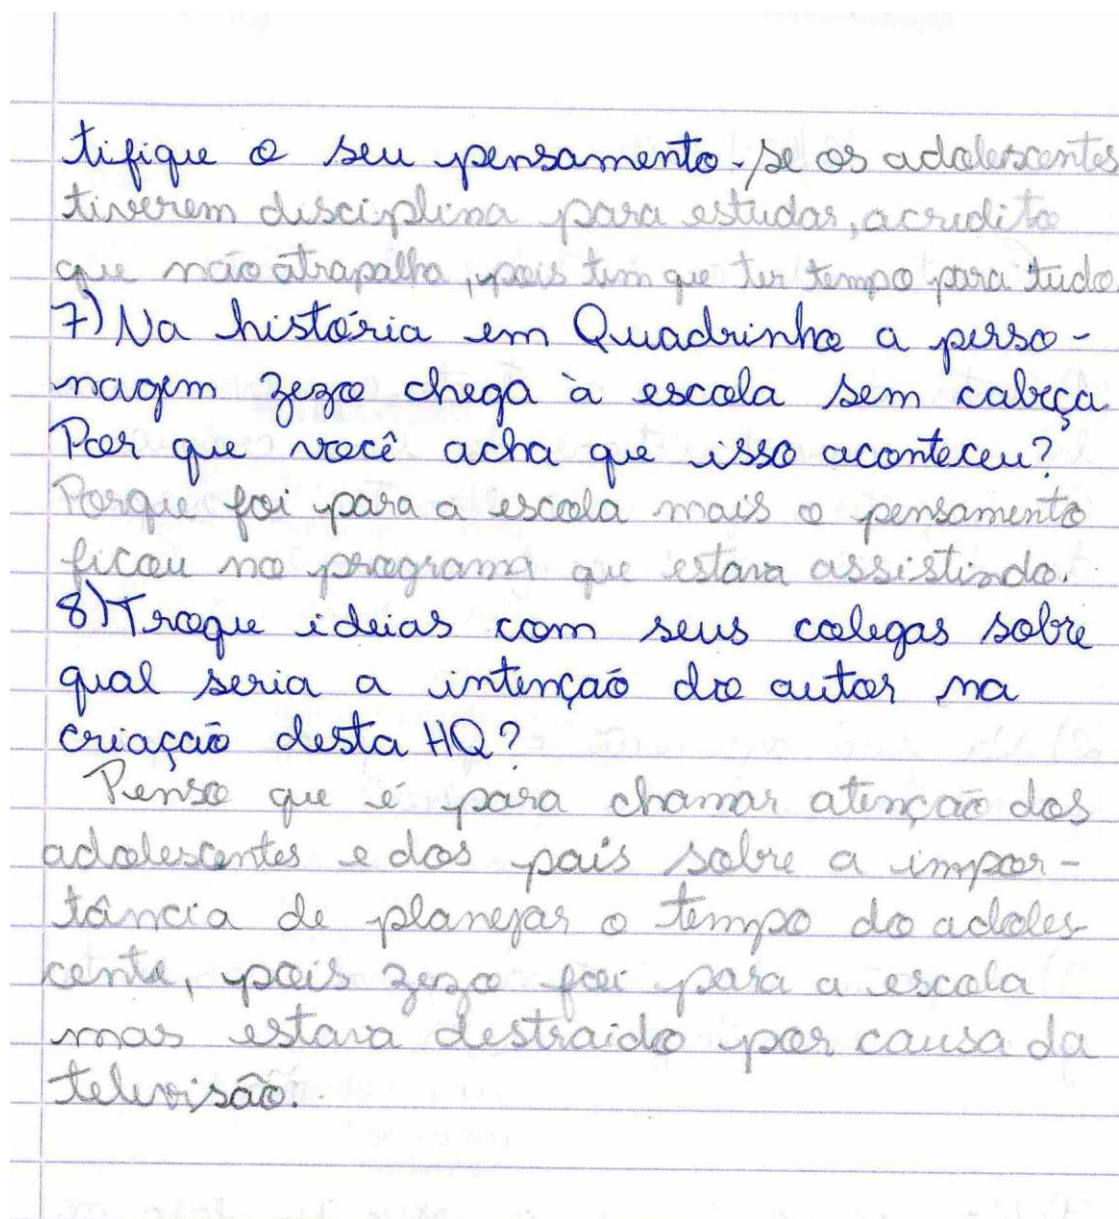 tifique o seu pensamento. Se os adolescentes
tiverem disciplina para estudar, acredito
que não atrapalha, pois tem que ter tempo para tudo.
7) Na história em Quadrinho a perso-
nagem zezo chega à escola sem cabeça.
Por que você acha que isso aconteceu?
Porque foi para a escola mais o pensamento
ficou no programa que estava assistindo.
8) Troque ideias com seus colegas sobre
qual seria a intenção do autor na
criação desta HQ?
Penso que é para chamar atenção dos
adolescentes e dos pais sobre a impor-
tância de planejar o tempo do adoles-
cente, pois zezo foi para a escola
mas estava destraido por causa da
televisão.